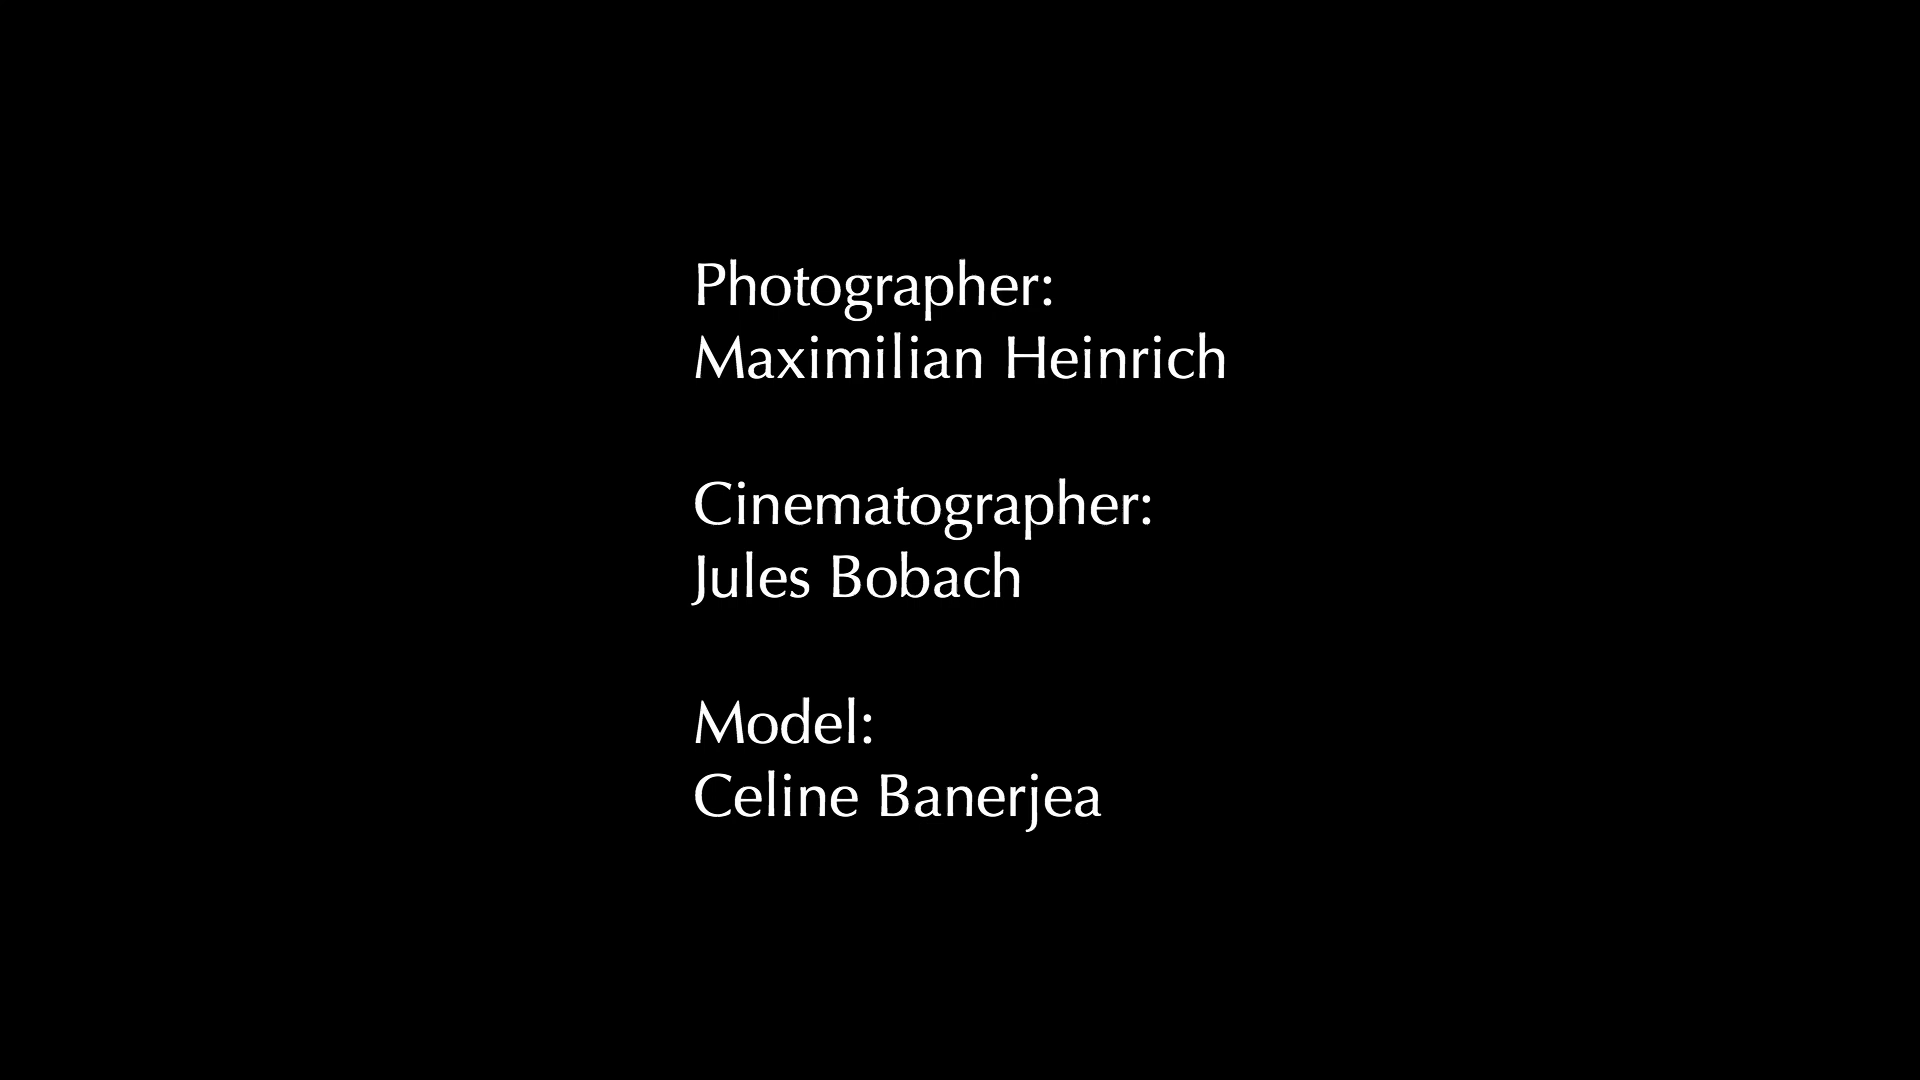 Photographer:
Maximilian Heinrich
Cinematographer:
Jules Bobach
Model:
Celine Banerjea